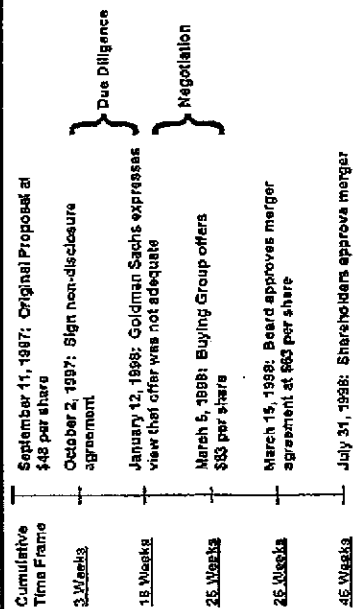 Cumulative
Time Frame
September 11, 1997: Original Proposal at
$48 per share
3 Weeks
October 2, 1997: Sign non-disclosure
agreement
Due Diligence
18 Weeks
January 12, 1998: Goldman Sachs expresses
view that offer was not adequate
Negotiation
25 Weeks
March 5, 1998: Buying Group offers
$63 per share
26 Weeks
March 15, 1998: Board approves merger
agreement at $63 per share
46 Weeks
July 31, 1998: Shareholders approve merger